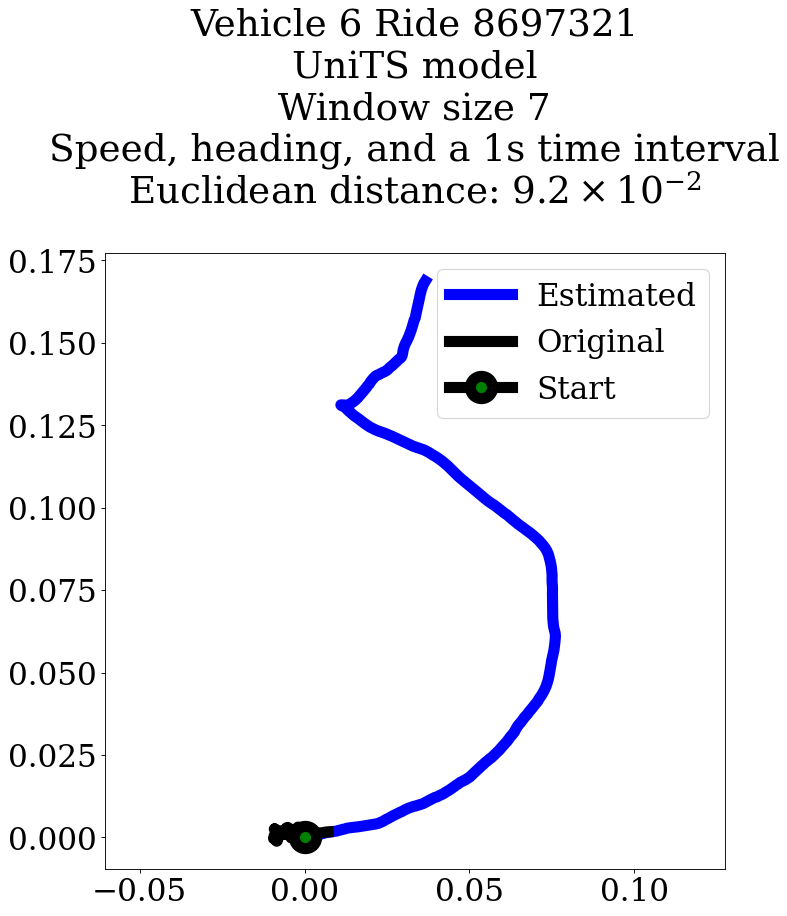 Vehicle 6 Ride 8697321
UniTS model
Window size 7
Speed, heading, and a 1s time interval
Euclidean distance: 9.2 × 10⁻²
Estimated
Original
Start
0.175
0.150
0.125
0.100
0.075
0.050
0.025
0.000
−0.05 0.00 0.05 0.10